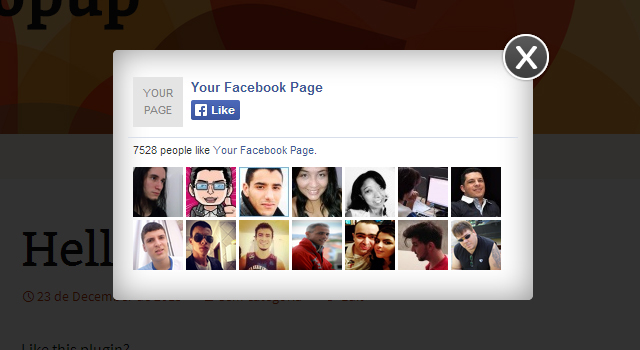 opup
Your Facebook Page
YOUR
PAGE
Like
7528 people like Your Facebook Page.
Hell
23 de Decem
Like this plugin?